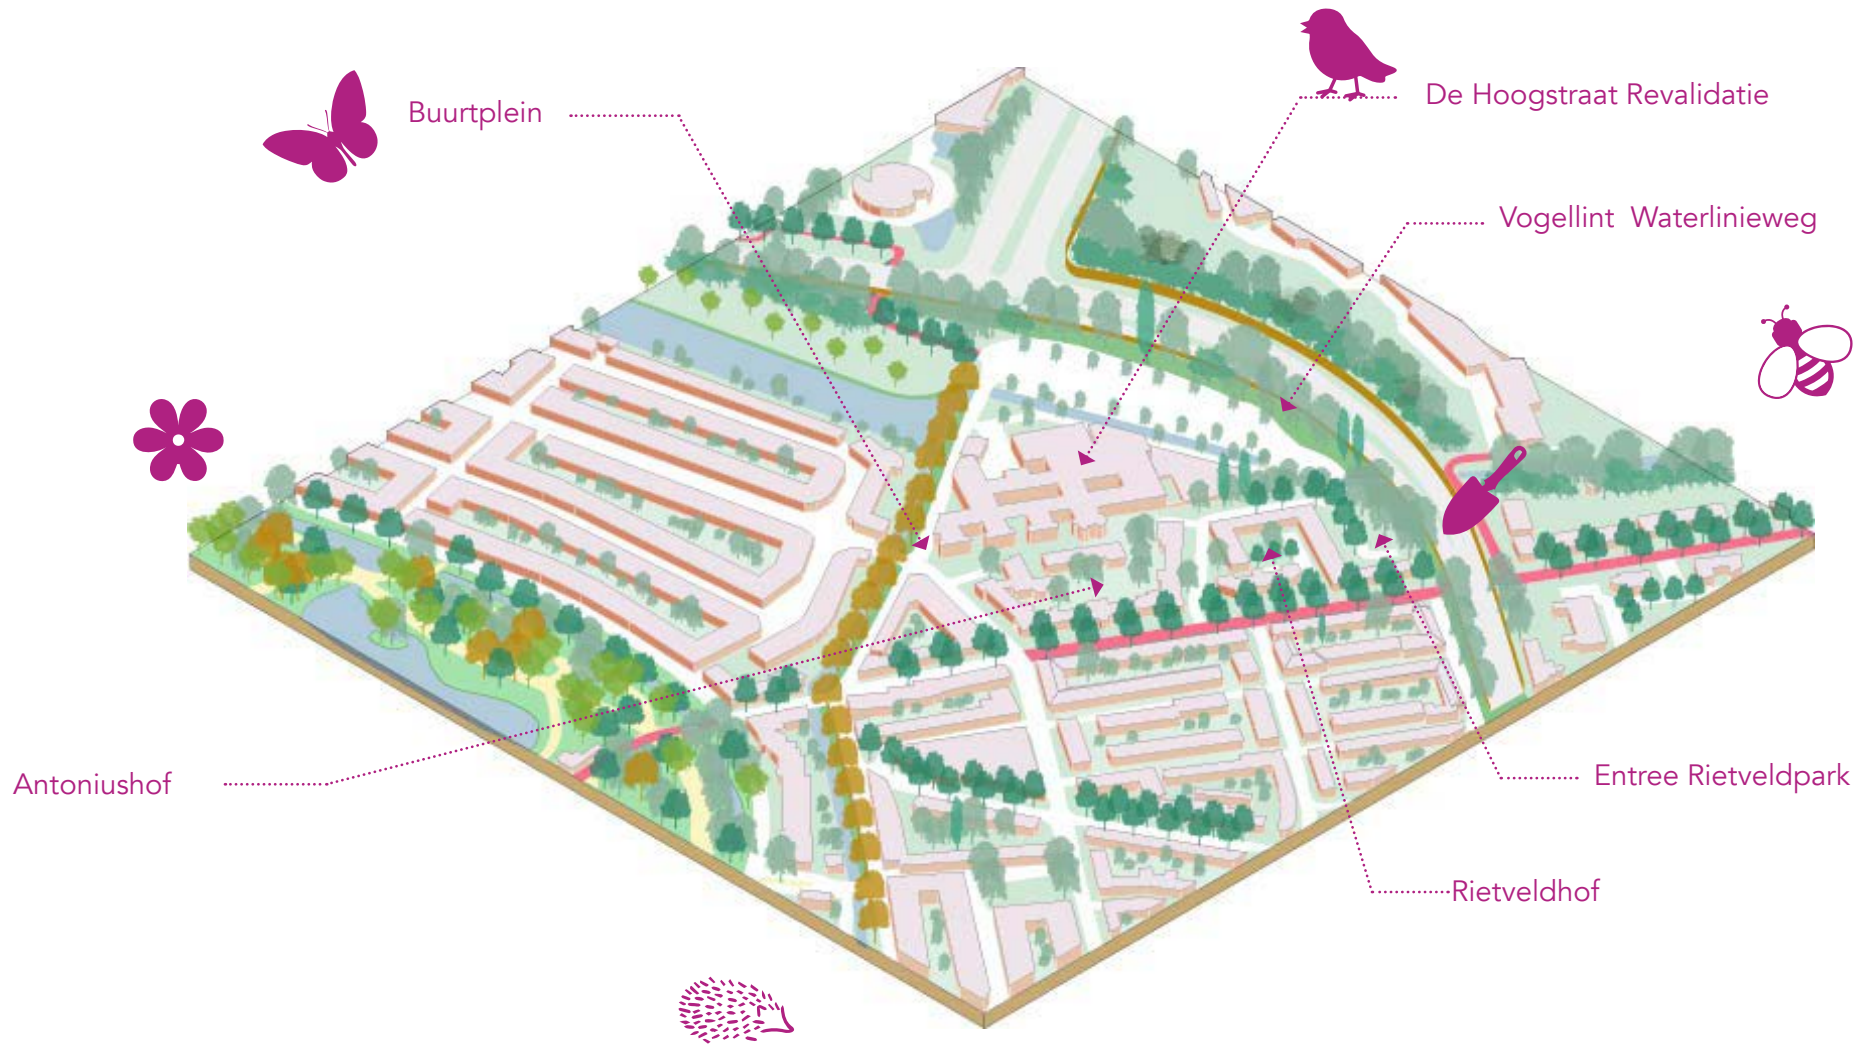 De Hoogstraat Revalidatie
Buurtplein
Vogellint Waterlinieweg
Antoniushof
Entree Rietveldpark
Rietveldhof